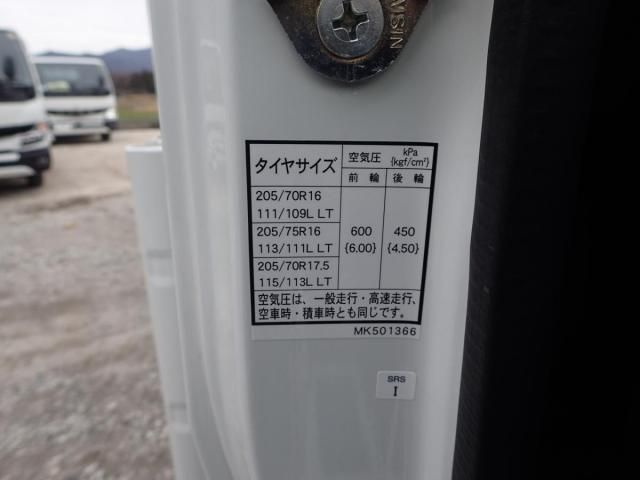 AISIN
タイヤサイズ 空気圧 kPa {kgf/cm²}
前輪 後輪
205/70R16
111/109L LT
205/75R16 600 450
113/111L LT {6.00} {4.50}
205/70R17.5
115/113L LT
空気圧は、一般走行・高速走行、
空車時・積車時とも同じです。
MK501366
SRS
I